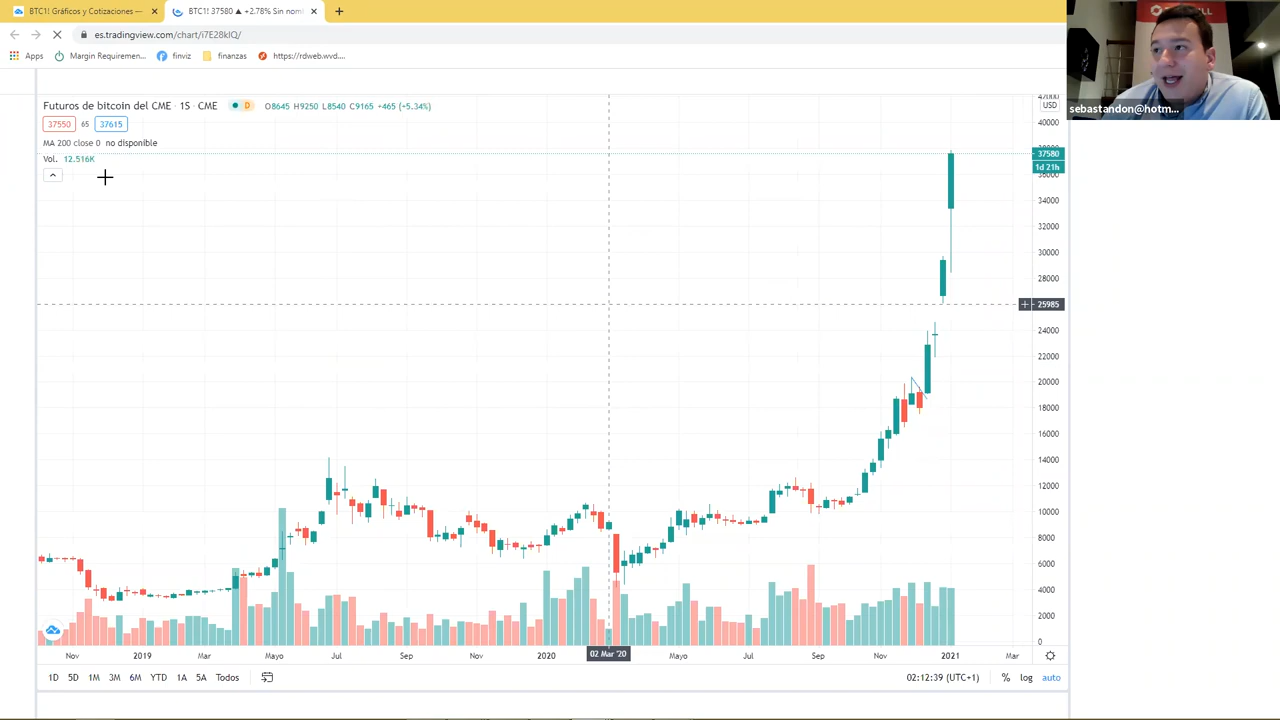 BTC1! Gráficos y Cotizaciones —
BTC1! 37580 ▲ +2.78% Sin nom
es.tradingview.com/chart/i7E28kIQ/
Apps
Margin Requiremen...
finviz
finanzas
https://rdweb.wvd....
Futuros de bitcoin del CME · 1S · CME
D
O8645 H9250 L8540 C9165 +465 (+5.34%)
37550 65 37615
MA 200 close 0 no disponible
Vol. 12.516K
sebastandon@hotm...
USD
42000
40000
37580
1d 21h
36000
34000
32000
30000
28000
25985
24000
22000
20000
18000
16000
14000
12000
10000
8000
6000
4000
2000
0
Nov 2019 Mar Mayo Jul Sep Nov 2020 02 Mar '20 Mayo Jul Sep Nov 2021 Mar
1D 5D 1M 3M 6M YTD 1A 5A Todos
02:12:39 (UTC+1) % log auto